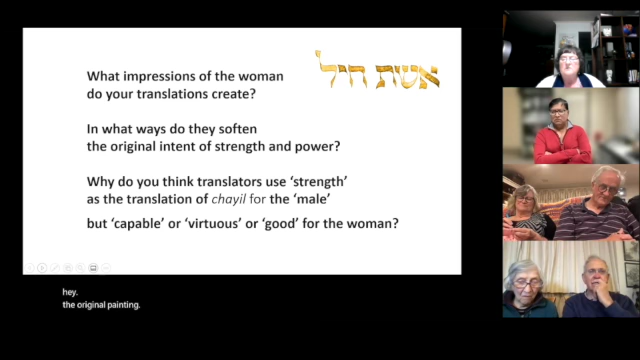 אשת חיל
What impressions of the woman
do your translations create?
In what ways do they soften
the original intent of strength and power?
Why do you think translators use ‘strength’
as the translation of chayil for the ‘male’
but ‘capable’ or ‘virtuous’ or ‘good’ for the woman?
hey.
the original painting.